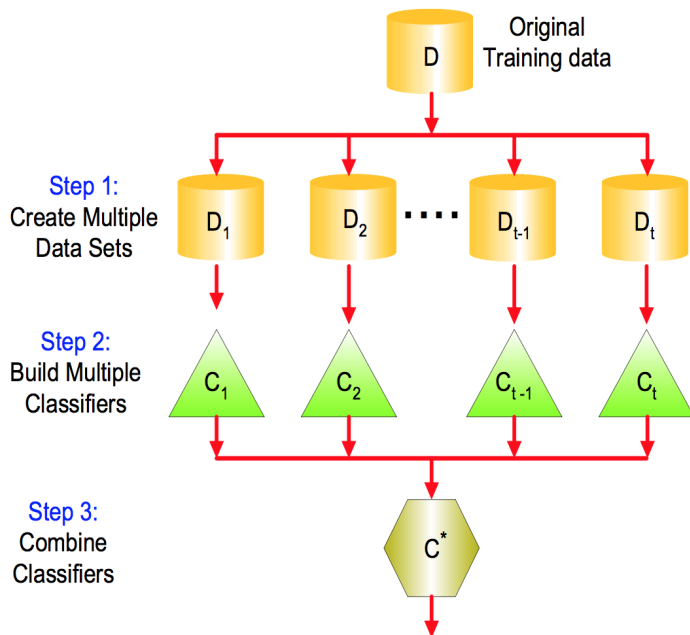 Original
Training data
D
Step 1:
Create Multiple
Data Sets
D1
D2
....
Dt-1
Dt
Step 2:
Build Multiple
Classifiers
C1
C2
Ct-1
Ct
Step 3:
Combine
Classifiers
C*